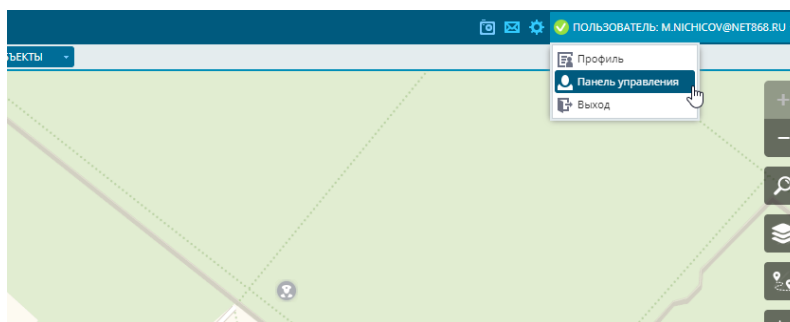 ПОЛЬЗОВАТЕЛЬ: M.NICHICOV@NET868.RU
ЪЕКТЫ
Профиль
Панель управления
Выход